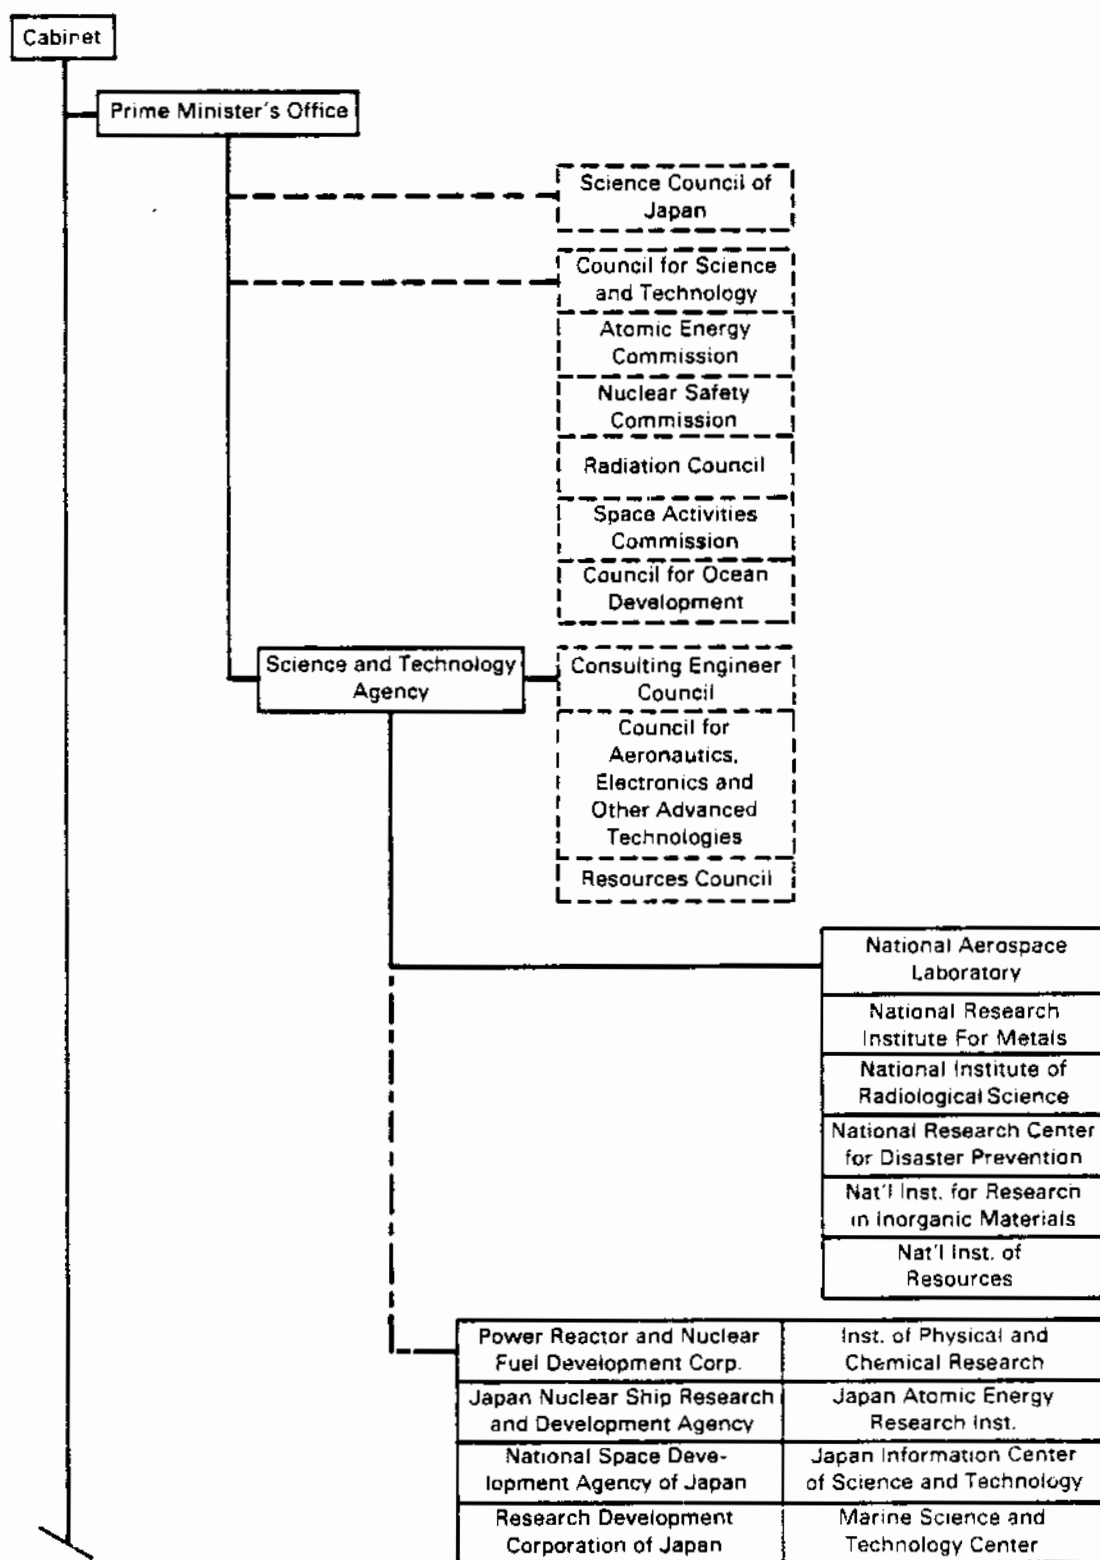 Cabinet
Prime Minister's Office
Science Council of
Japan
Council for Science
and Technology
Atomic Energy
Commission
Nuclear Safety
Commission
Radiation Council
Space Activities
Commission
Council for Ocean
Development
Science and Technology
Agency
Consulting Engineer
Council
Council for
Aeronautics,
Electronics and
Other Advanced
Technologies
Resources Council
National Aerospace
Laboratory
National Research
Institute For Metals
National Institute of
Radiological Science
National Research Center
for Disaster Prevention
Nat'l Inst. for Research
in Inorganic Materials
Nat'l Inst. of
Resources
Power Reactor and Nuclear
Fuel Development Corp.
Inst. of Physical and
Chemical Research
Japan Nuclear Ship Research
and Development Agency
Japan Atomic Energy
Research Inst.
National Space Deve-
lopment Agency of Japan
Japan Information Center
of Science and Technology
Research Development
Corporation of Japan
Marine Science and
Technology Center